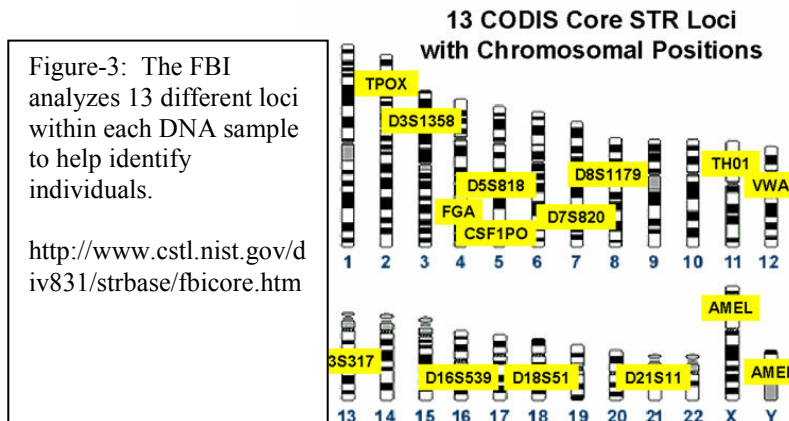 Figure-3:  The FBI
analyzes 13 different loci
within each DNA sample
to help identify
individuals.
http://www.cstl.nist.gov/d
iv831/strbase/fbicore.htm
13 CODIS Core STR Loci
with Chromosomal Positions
TPOX
D3S1358
D8S1179
TH01
D5S818
VWA
FGA
D7S820
CSF1PO
1 2 3 4 5 6 7 8 9 10 11 12
AMEL
3S317
D16S539
D18S51
D21S11
AMEL
13 14 15 16 17 18 19 20 21 22 X Y